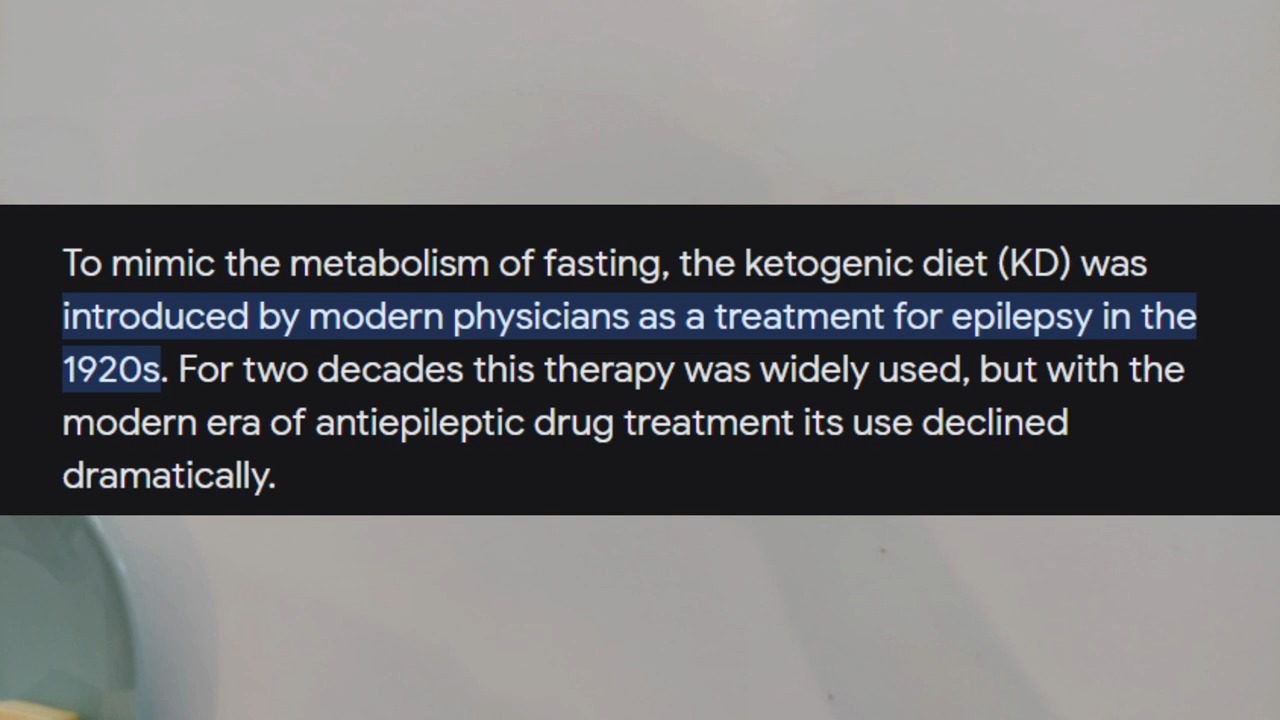 To mimic the metabolism of fasting, the ketogenic diet (KD) was
introduced by modern physicians as a treatment for epilepsy in the
1920s. For two decades this therapy was widely used, but with the
modern era of antiepileptic drug treatment its use declined
dramatically.